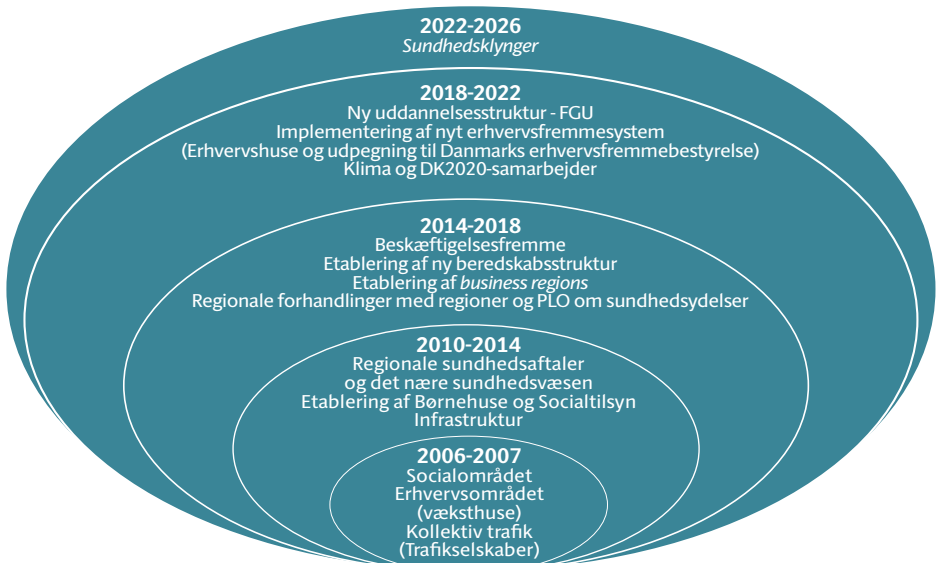 2022-2026
Sundhedsklynger
2018-2022
Ny uddannelsesstruktur - FGU
Implementering af nyt erhvervsfremmesystem
(Erhvervshuse og udpegning til Danmarks erhvervsfremmebestyrelse)
Klima og DK2020-samarbejder
2014-2018
Beskæftigelsesfremme
Etablering af ny beredskabsstruktur
Etablering af business regions
Regionale forhandlinger med regioner og PLO om sundhedsydelser
2010-2014
Regionale sundhedsaftaler
og det nære sundhedsvæsen
Etablering af Børnehuse og Socialtilsyn
Infrastruktur
2006-2007
Socialområdet
Erhvervsområdet
(væksthuse)
Kollektiv trafik
(Trafikselskaber)